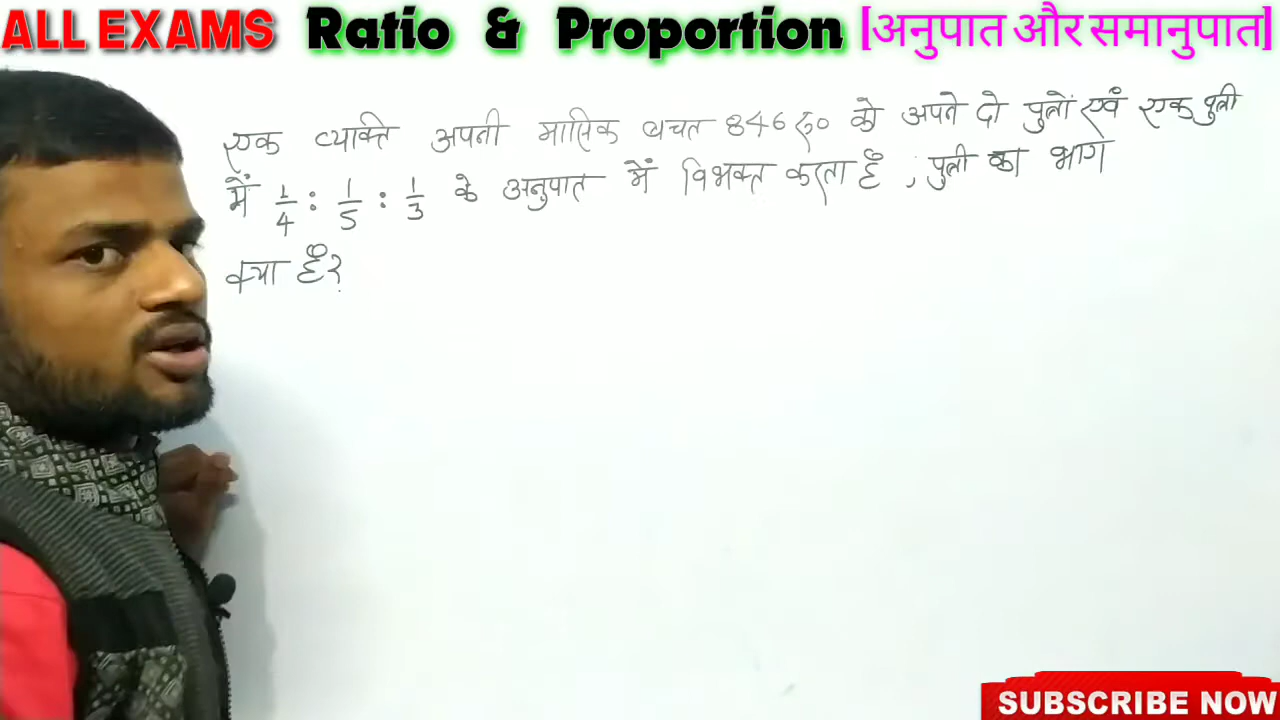 ALL EXAMS Ratio & Proportion [अनुपात और समानुपात]
एक व्यक्ति अपनी मासिक बचत 846 रु० को अपने दो पुत्रों एवं एक पुत्री
में 1/4 : 1/5 : 1/3 के अनुपात में विभक्त करता है ; पुत्री का भाग
क्या है?
SUBSCRIBE NOW